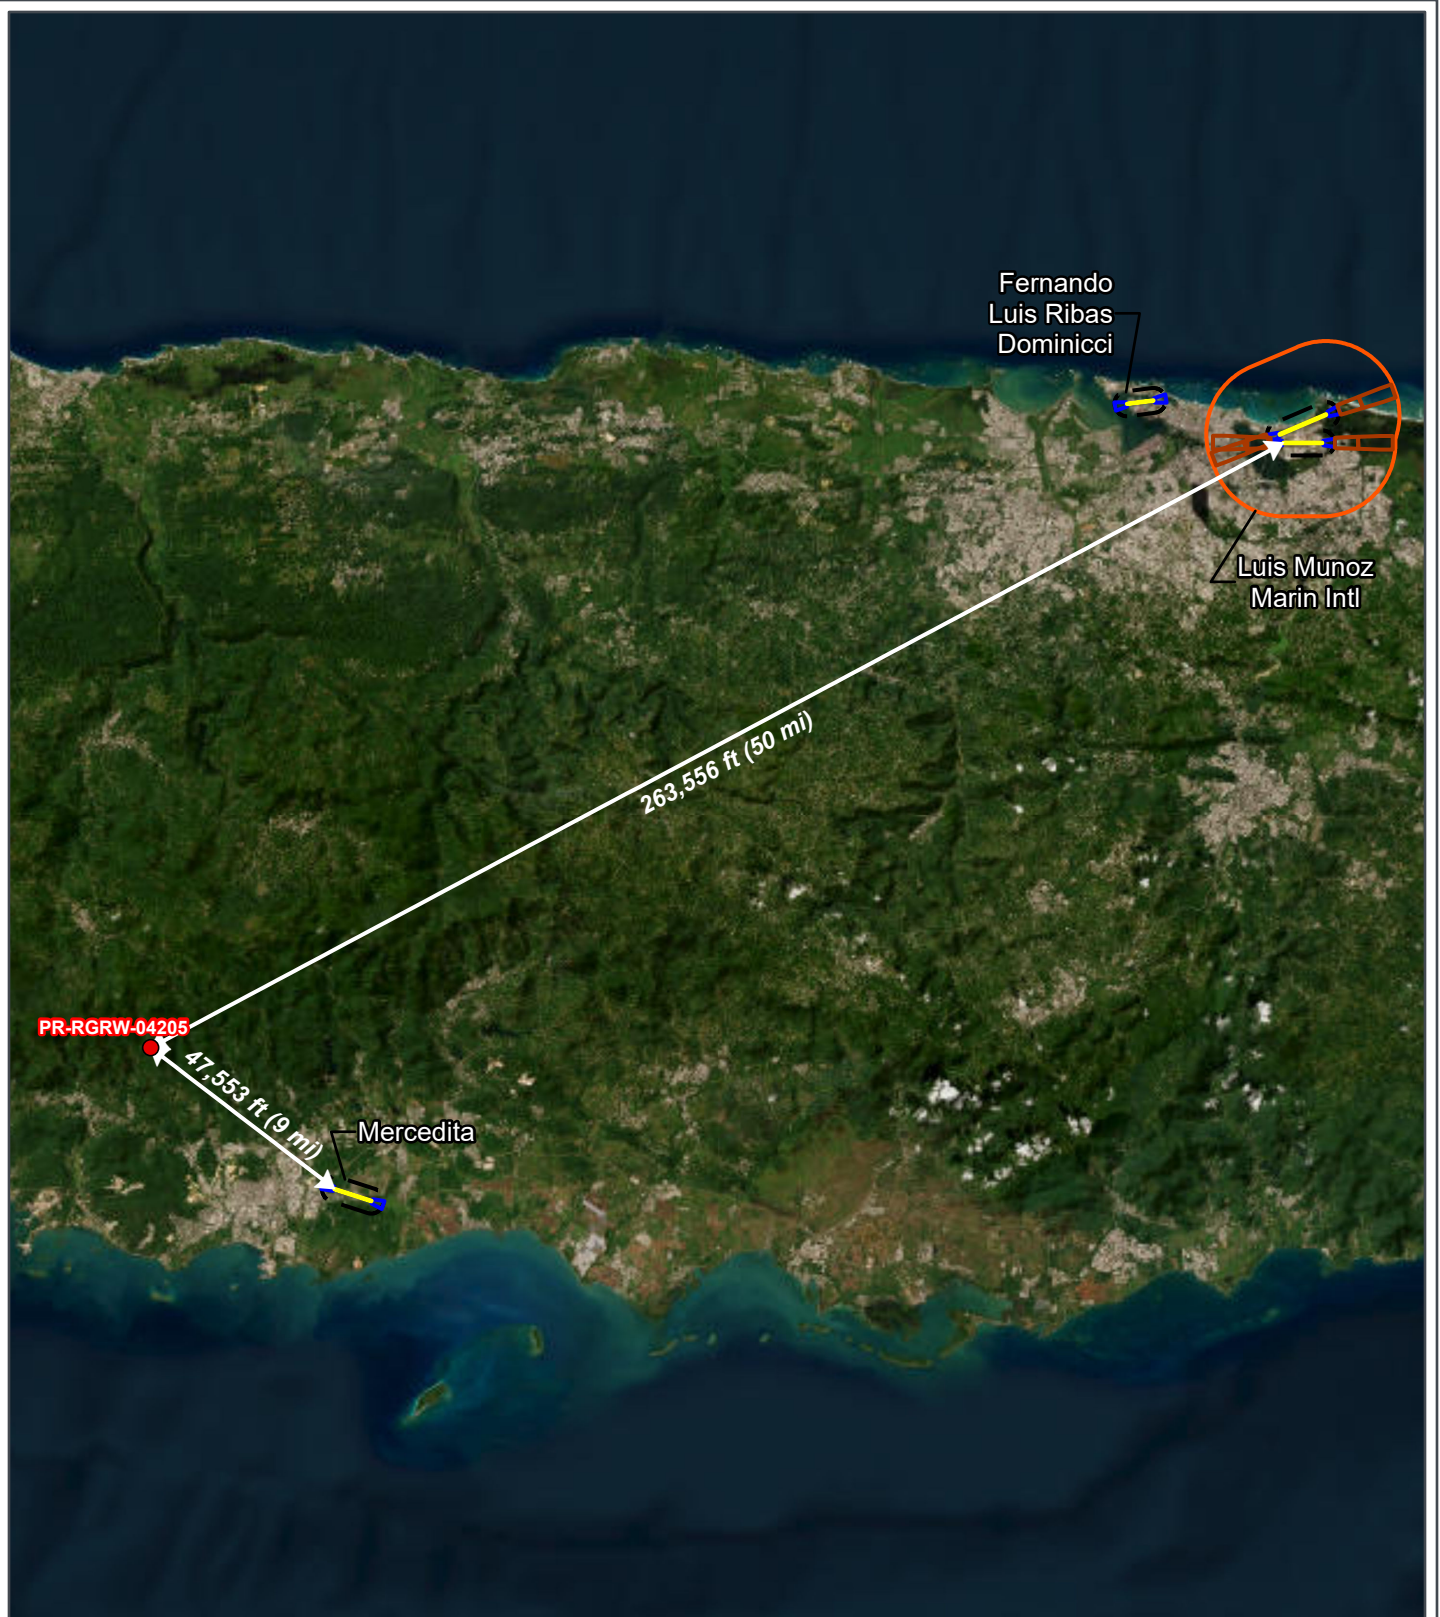 Fernando
Luis Ribas
Dominicci
Luis Munoz
Marin Intl
263,556 ft (50 mi)
PR-RGRW-04205
47,553 ft (9 mi)
Mercedita